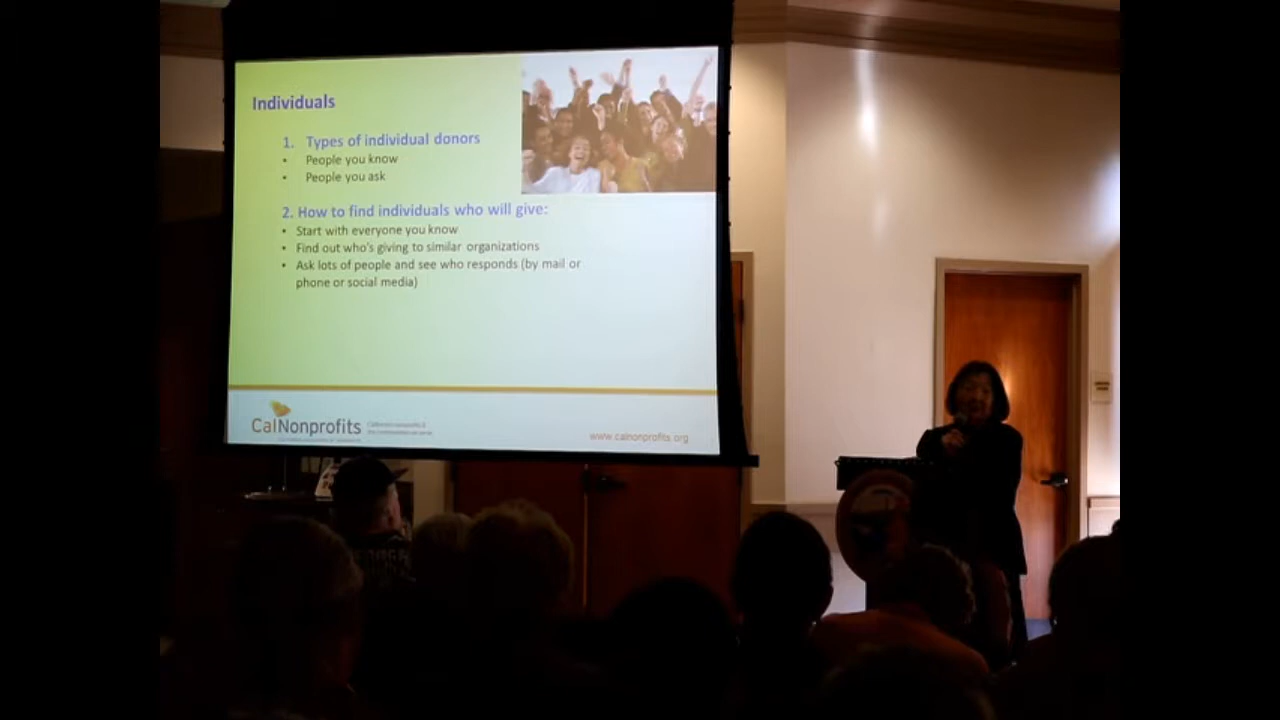 Individuals
1. Types of individual donors
• People you know
• People you ask
2. How to find individuals who will give:
• Start with everyone you know
• Find out who's giving to similar organizations
• Ask lots of people and see who responds (by mail or
phone or social media)
CalNonprofits
www.calnonprofits.org